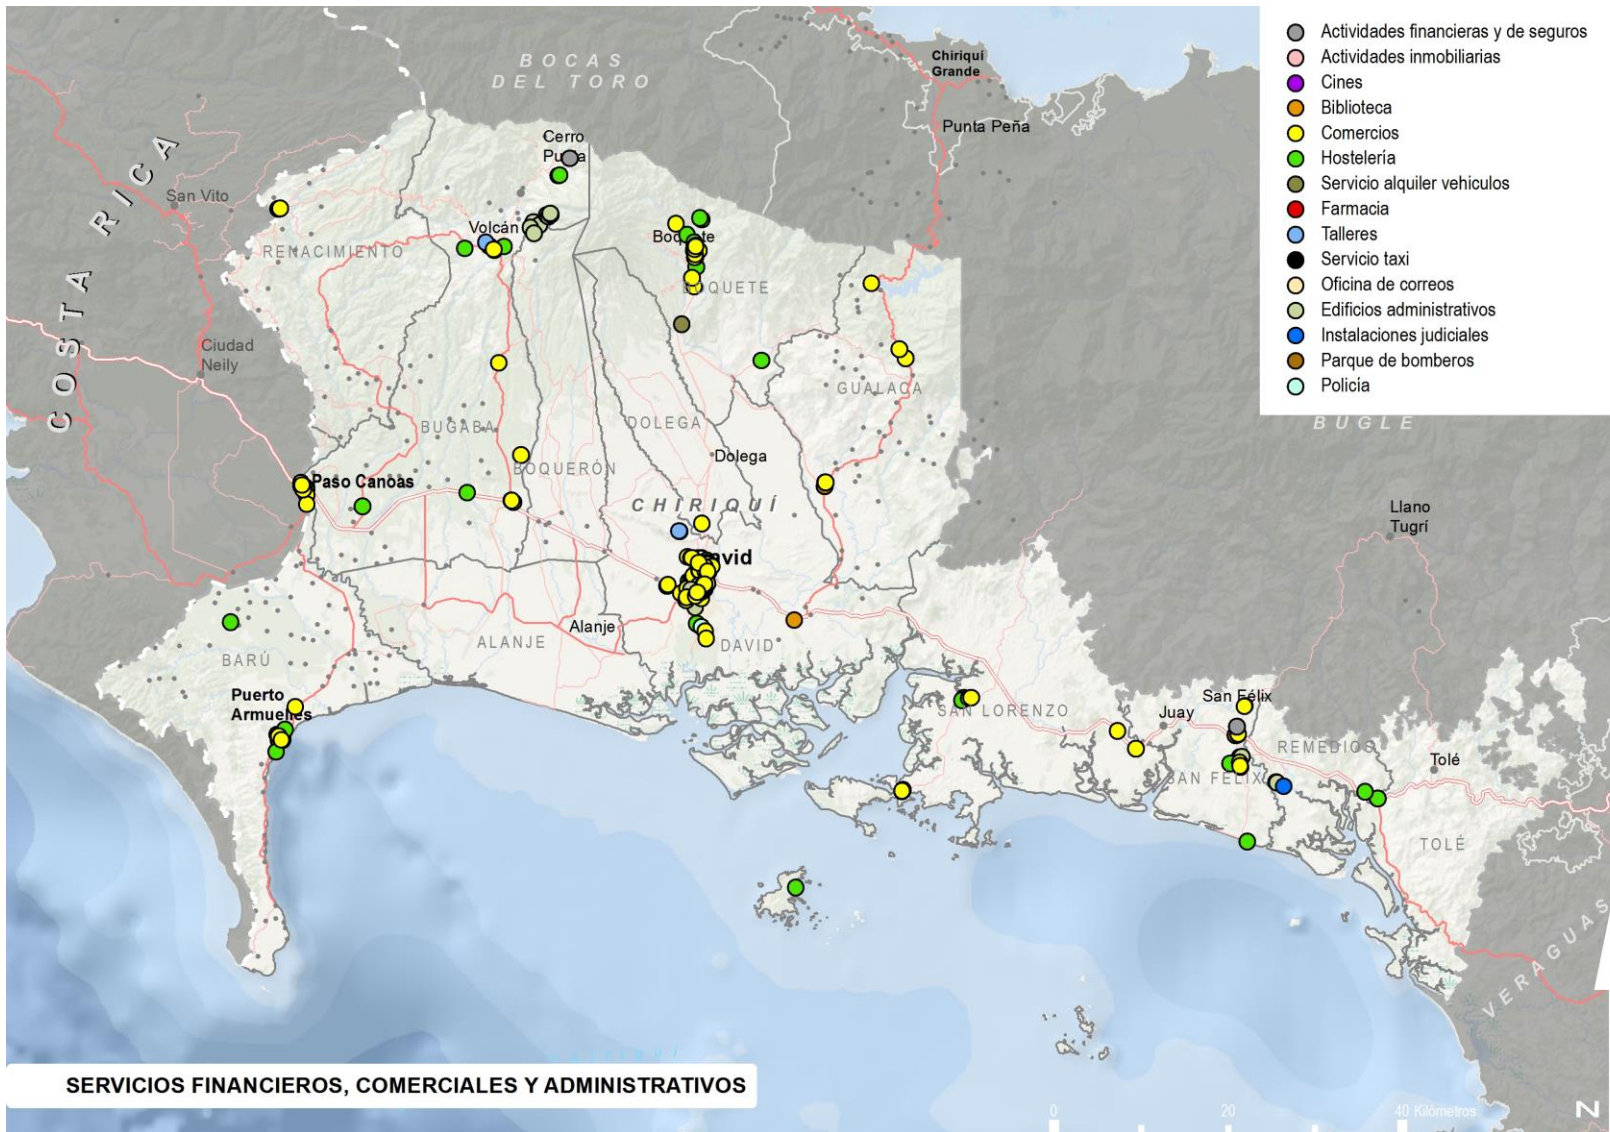 BOCAS
DEL TORO
Chiriquí
Grande
Punta Peña
Cerro
Punta
COSTA RICA
San Vito
Volcán
RENACIMIENTO
Boquete
BOQUETE
Ciudad
Neily
GUALACA
BUGABA
DOLEGA
BUGLE
Dolega
BOQUERÓN
Paso Canoas
CHIRIQUÍ
Llano
Tugrí
David
Alanje
ALANJE
DAVID
BARÚ
Puerto
Armuelles
San Félix
SAN LORENZO
Juay
REMEDIOS
Tolé
SAN FÉLIX
TOLÉ
VERAGUAS
Actividades financieras y de seguros
Actividades inmobiliarias
Cines
Biblioteca
Comercios
Hostelería
Servicio alquiler vehiculos
Farmacia
Talleres
Servicio taxi
Oficina de correos
Edificios administrativos
Instalaciones judiciales
Parque de bomberos
Policía
SERVICIOS FINANCIEROS, COMERCIALES Y ADMINISTRATIVOS
0 20 40 Kilómetros
N